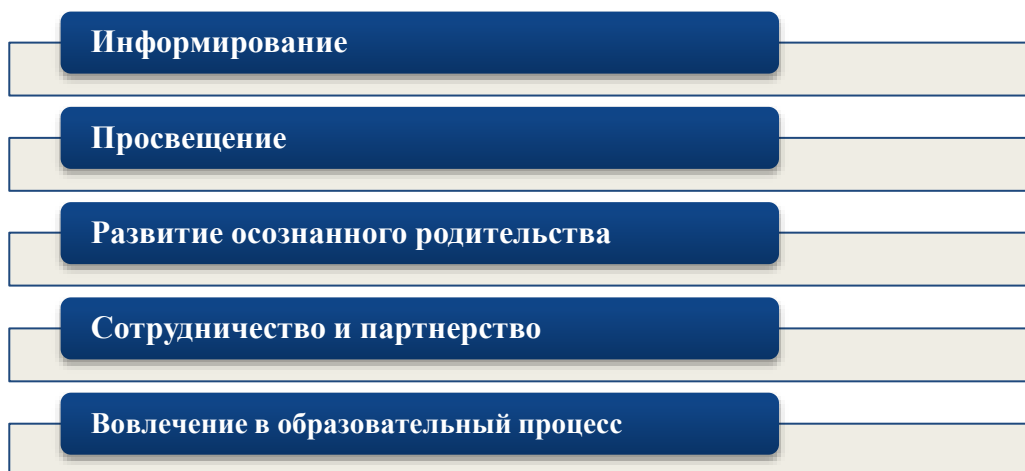 Информирование
Просвещение
Развитие осознанного родительства
Сотрудничество и партнерство
Вовлечение в образовательный процесс